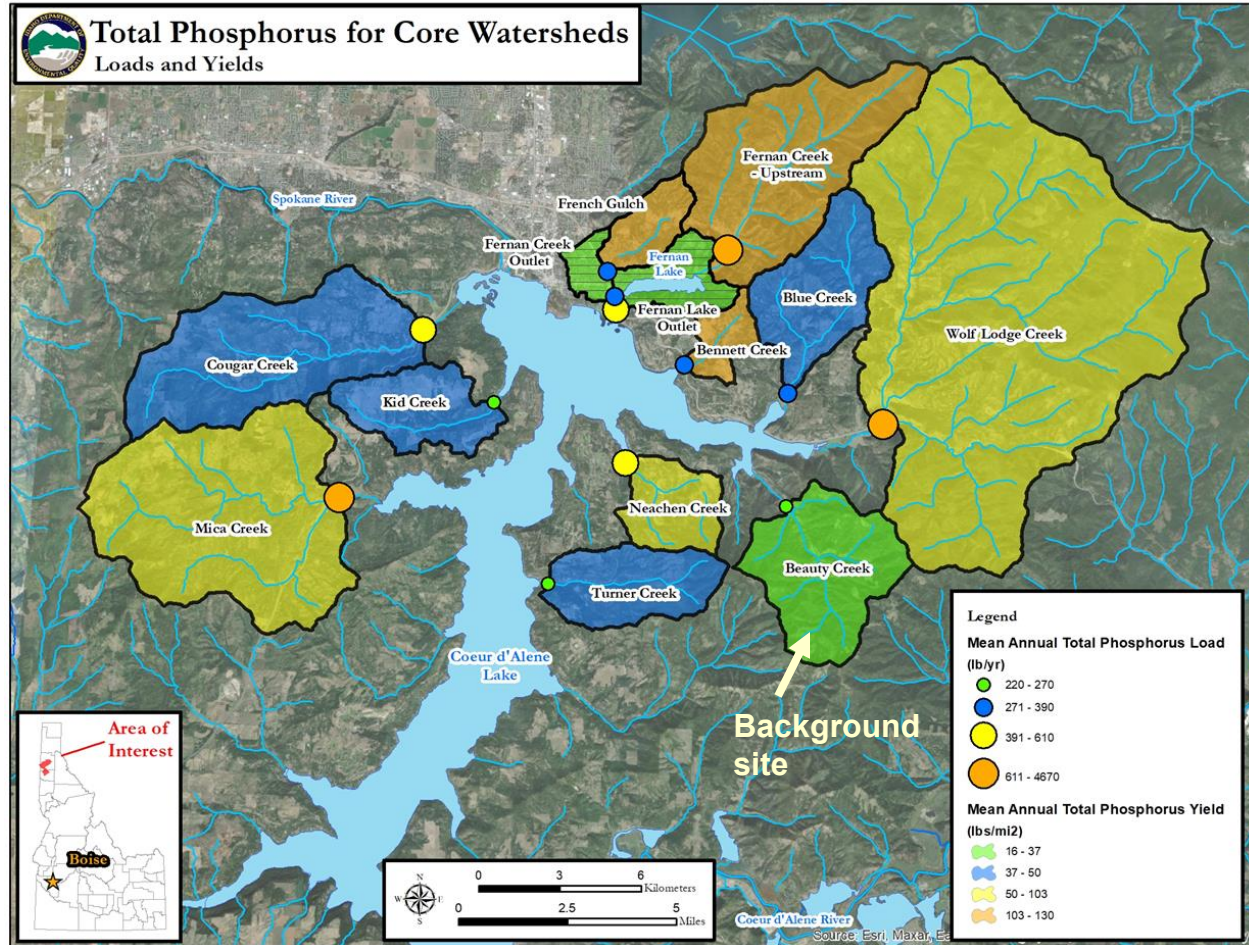 Total Phosphorus for Core Watersheds
Loads and Yields
Fernan Creek
- Upstream
French Gulch
Spokane River
Fernan Creek
Outlet
Fernan
Lake
Blue Creek
Fernan Lake
Outlet
Wolf Lodge Creek
Bennett Creek
Cougar Creek
Kid Creek
Neachen Creek
Mica Creek
Beauty Creek
Turner Creek
Coeur d'Alene
Lake
Background
site
Area of
Interest
Boise
N
W
E
S
0
3
6
Kilometers
0
2.5
5
Miles
Coeur d'Alene River
Source: Esri, Maxar, Ea
Legend
Mean Annual Total Phosphorus Load
(lb/yr)
220 - 270
271 - 390
391 - 610
611 - 4670
Mean Annual Total Phosphorus Yield
(lbs/mi2)
16 - 37
37 - 50
50 - 103
103 - 130